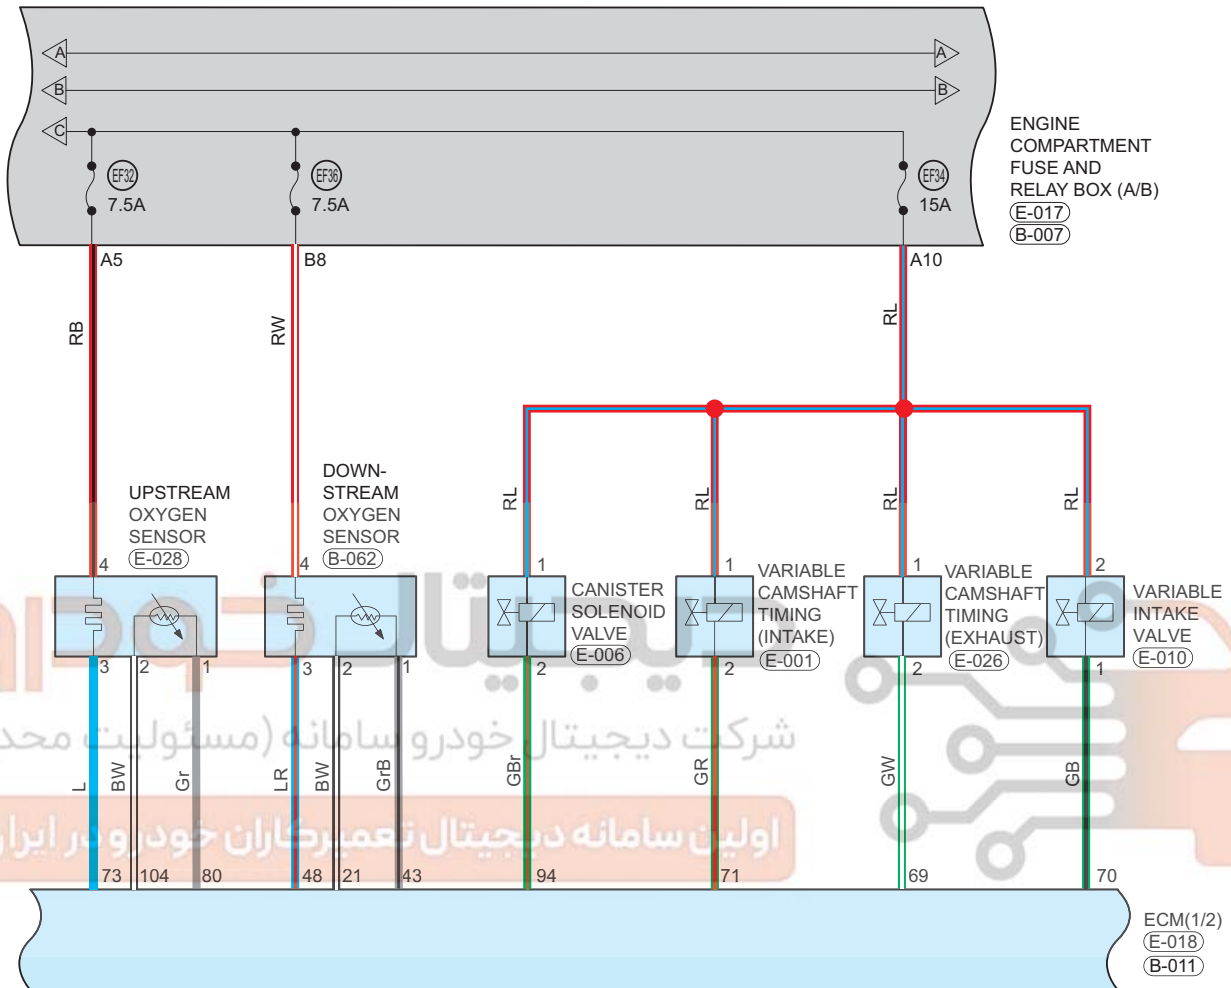 A A
B B
C
EF32
7.5A
EF36
7.5A
EF34
15A
ENGINE
COMPARTMENT
FUSE AND
RELAY BOX (A/B)
E-017
B-007
A5
B8
A10
RB
RW
RL
RL
RL
RL
RL
UPSTREAM
OXYGEN
SENSOR
E-028
DOWN-
STREAM
OXYGEN
SENSOR
B-062
4
4
1
1
1
2
CANISTER
SOLENOID
VALVE
E-006
VARIABLE
CAMSHAFT
TIMING
(INTAKE)
E-001
VARIABLE
CAMSHAFT
TIMING
(EXHAUST)
E-026
VARIABLE
INTAKE
VALVE
E-010
3 2 1
3 2 1
2
2
2
1
دیجیتال خودرو
شرکت دیجیتال خودرو سامانه (مسئولیت محد
اولین سامانه دیجیتال تعمیرکاران خودرو در ایران
L
BW
Gr
LR
BW
GrB
GBr
GR
GW
GB
73 104 80 48 21 43 94 71 69 70
ECM(1/2)
E-018
B-011